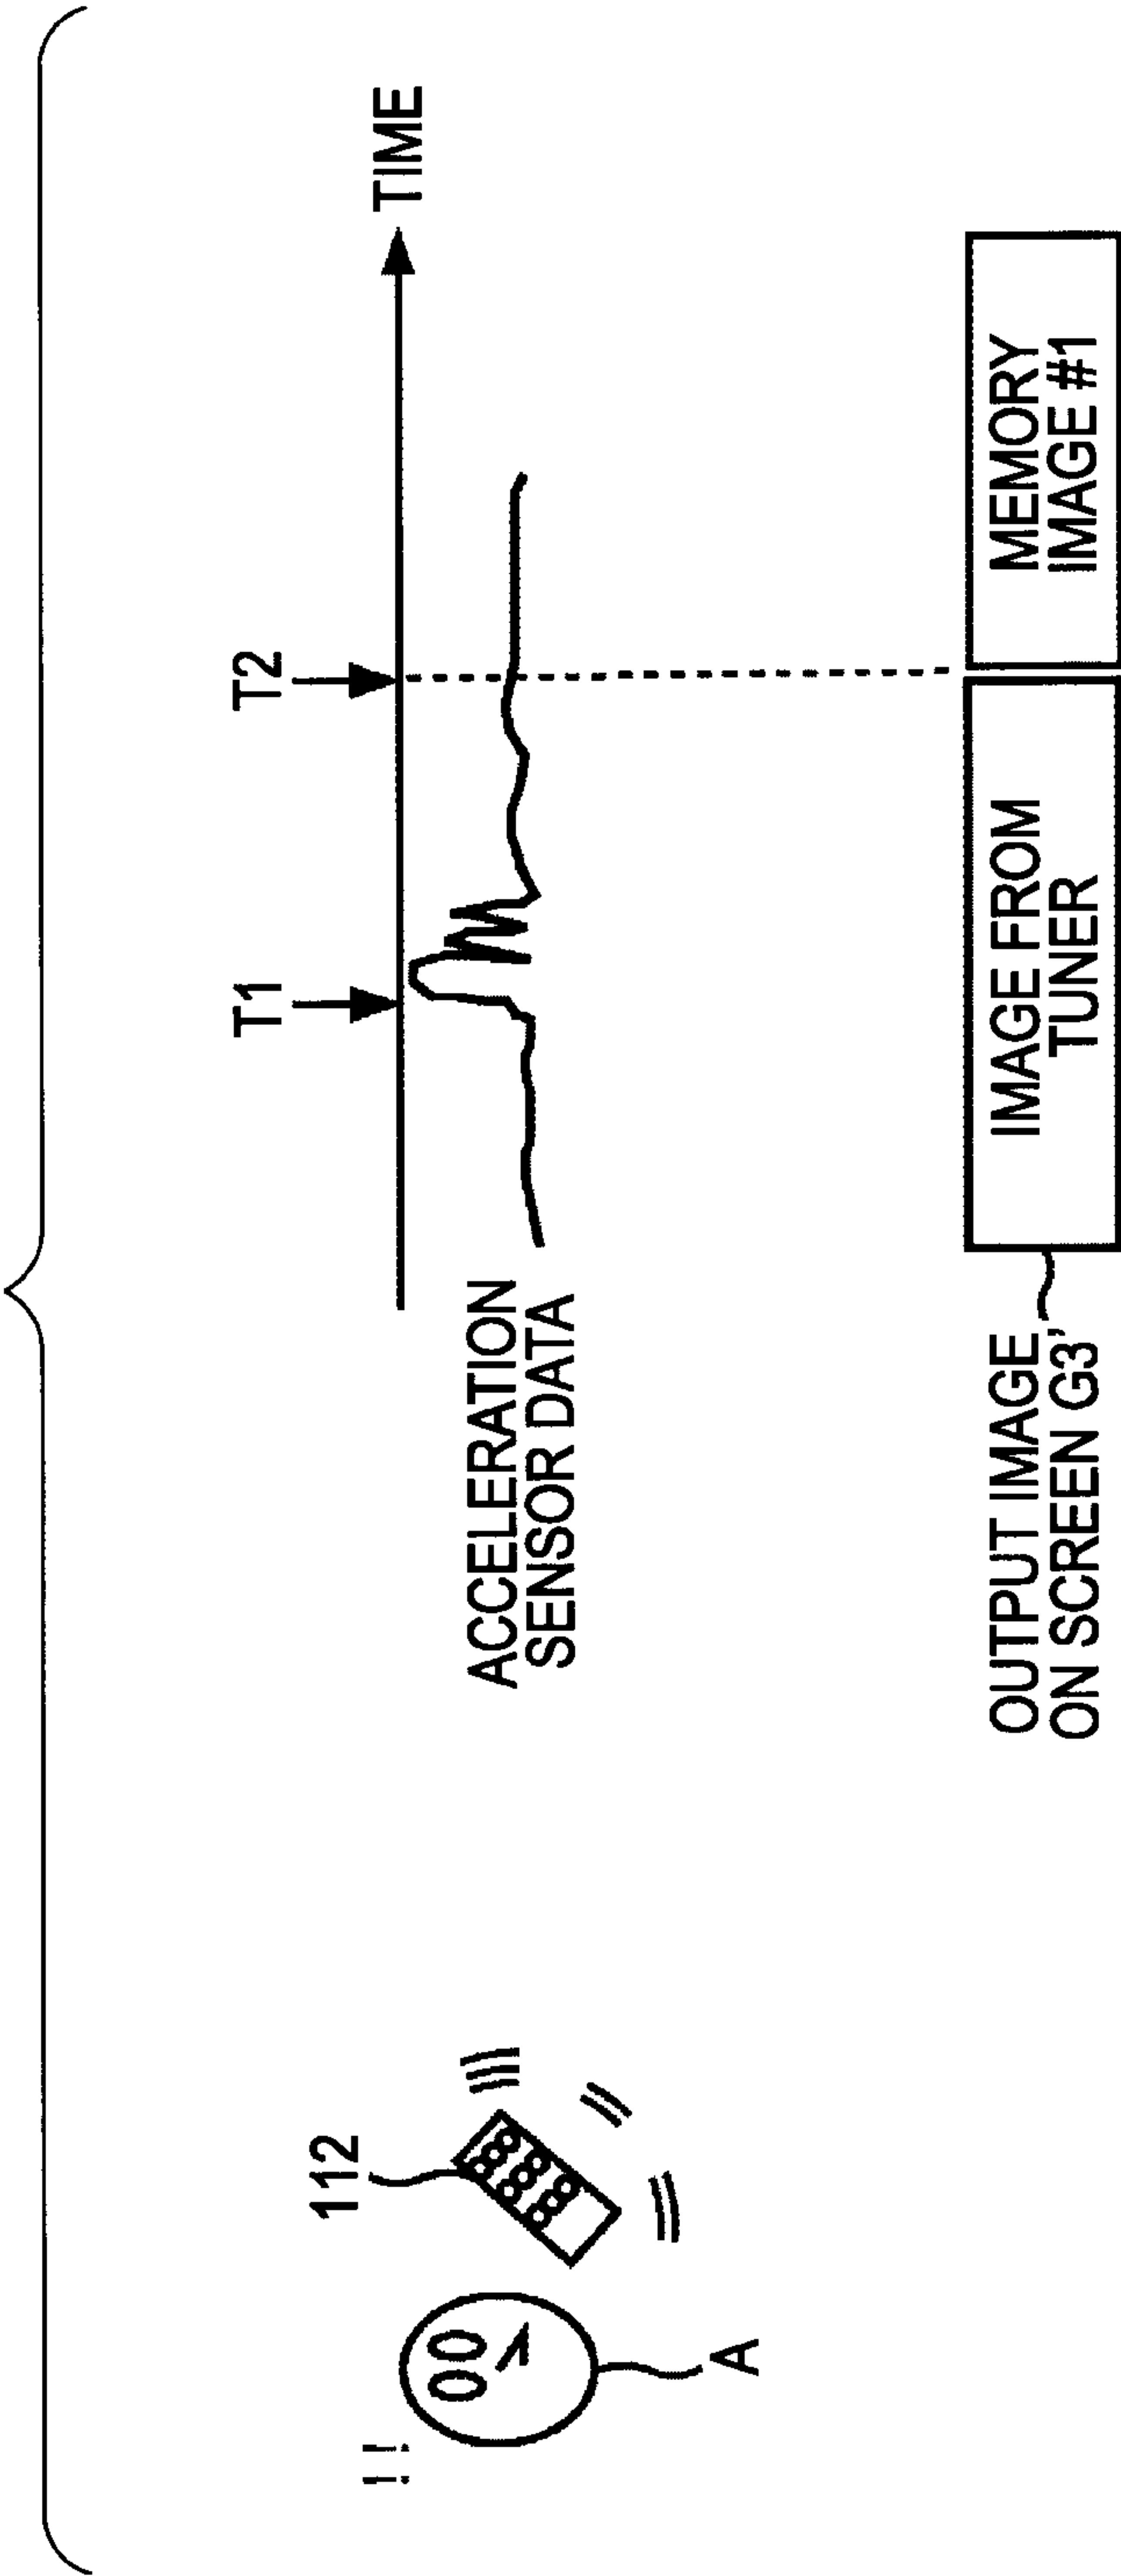 !!
112
A
T1
T2
TIME
ACCELERATION
SENSOR DATA
OUTPUT IMAGE
ON SCREEN G3'
IMAGE FROM
TUNER
MEMORY
IMAGE #1